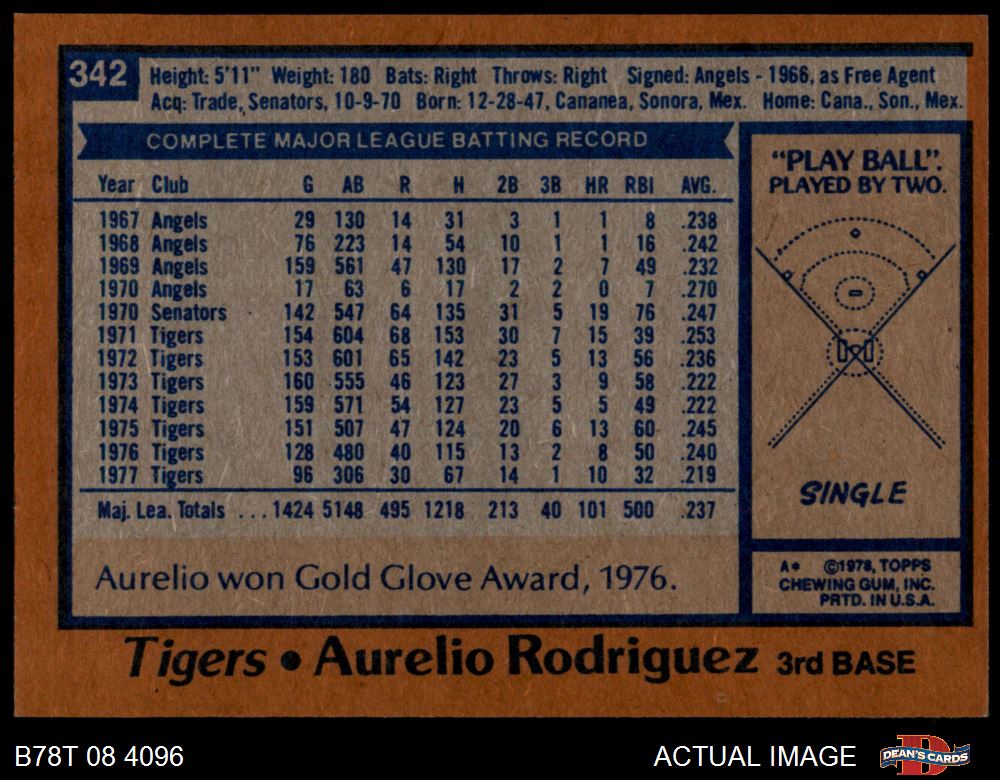 342
Height: 5'11" Weight: 180 Bats: Right Throws: Right Signed: Angels - 1966, as Free Agent
Acq: Trade, Senators, 10-9-70 Born: 12-28-47, Cananea, Sonora, Mex. Home: Cana., Son., Mex.
COMPLETE MAJOR LEAGUE BATTING RECORD
Year Club G AB R H 2B 3B HR RBI AVG.
1967 Angels 29 130 14 31 3 1 1 8 .238
1968 Angels 76 223 14 54 10 1 1 16 .242
1969 Angels 159 561 47 130 17 2 7 49 .232
1970 Angels 17 63 6 17 2 2 0 7 .270
1970 Senators 142 547 64 135 31 5 19 76 .247
1971 Tigers 154 604 68 153 30 7 15 39 .253
1972 Tigers 153 601 65 142 23 5 13 56 .236
1973 Tigers 160 555 46 123 27 3 9 58 .222
1974 Tigers 159 571 54 127 23 5 5 49 .222
1975 Tigers 151 507 47 124 20 6 13 60 .245
1976 Tigers 128 480 40 115 13 2 8 50 .240
1977 Tigers 96 306 30 67 14 1 10 32 .219
Maj. Lea. Totals ... 1424 5148 495 1218 213 40 101 500 .237
Aurelio won Gold Glove Award, 1976.
"PLAY BALL".
PLAYED BY TWO.
SINGLE
A* ©1978, TOPPS
CHEWING GUM, INC.
PRTD. IN U.S.A.
Tigers • Aurelio Rodriguez 3rd BASE
B78T 08 4096
ACTUAL IMAGE
D
DEAN'S CARDS